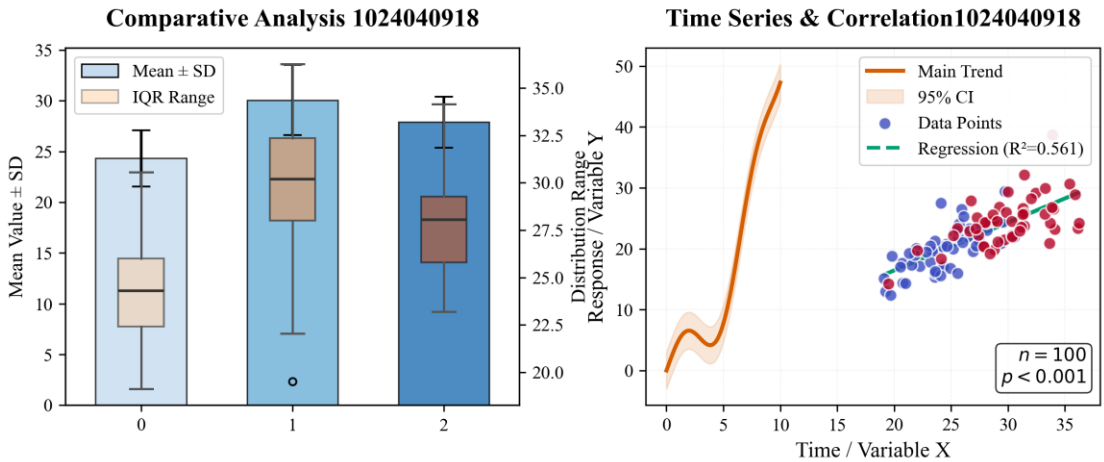 Comparative Analysis 1024040918
Mean Value ± SD
35
30
25
20
15
10
5
0
Mean ± SD
IQR Range
0
1
2
35.0
32.5
30.0
27.5
25.0
22.5
20.0
Distribution Range
Time Series & Correlation1024040918
Response / Variable Y
50
40
30
20
10
0
Main Trend
95% CI
Data Points
Regression (R²=0.561)
n = 100
p < 0.001
0
5
10
15
20
25
30
35
Time / Variable X